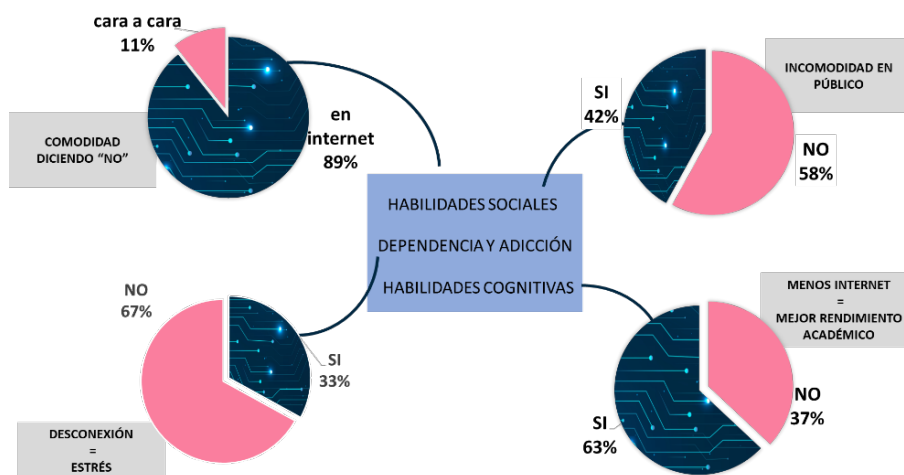 cara a cara
11%
en
internet
89%
COMODIDAD
DICIENDO “NO”
INCOMODIDAD EN
PÚBLICO
SI
42%
NO
58%
HABILIDADES SOCIALES
DEPENDENCIA Y ADICCIÓN
HABILIDADES COGNITIVAS
NO
67%
SI
33%
DESCONEXIÓN
=
ESTRÉS
MENOS INTERNET
=
MEJOR RENDIMIENTO
ACADÉMICO
NO
37%
SI
63%